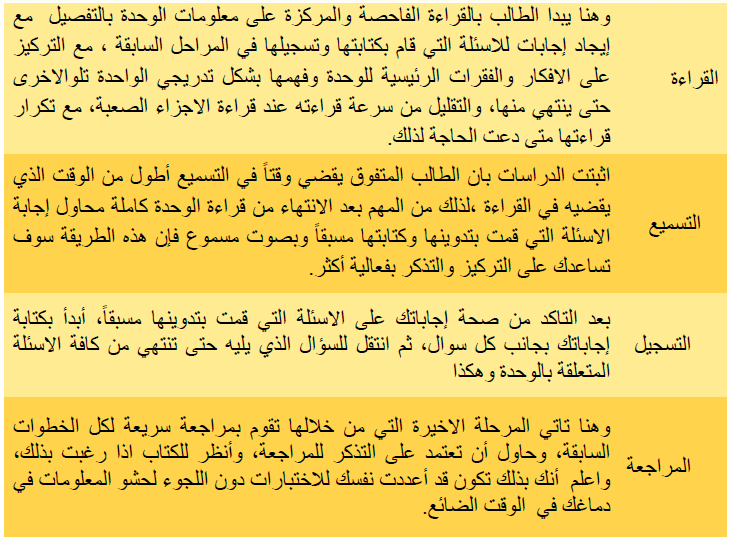 القراءة
وهنا يبدا الطالب بالقراءة الفاحصة والمركزة على معلومات الوحدة بالتفصيل مع
إيجاد إجابات للاسئلة التي قام بكتابتها وتسجيلها في المراحل السابقة ، مع التركيز
على الافكار والفقرات الرئيسية للوحدة وفهمها بشكل تدريجي الواحدة تلوالاخرى
حتى ينتهي منها، والتقليل من سرعة قراءته عند قراءة الاجزاء الصعبة، مع تكرار
قراءتها متى دعت الحاجة لذلك.
التسميع
اثبتت الدراسات بان الطالب المتفوق يقضي وقتاً في التسميع أطول من الوقت الذي
يقضيه في القراءة ،لذلك من المهم بعد الانتهاء من قراءة الوحدة كاملة محاول إجابة
الاسئلة التي قمت بتدوينها وكتابتها مسبقاً وبصوت مسموع فإن هذه الطريقة سوف
تساعدك على التركيز والتذكر بفعالية أكثر.
التسجيل
بعد التاكد من صحة إجاباتك على الاسئلة التي قمت بتدوينها مسبقاً، أبدأ بكتابة
إجاباتك بجانب كل سوال، ثم انتقل للسؤال الذي يليه حتى تنتهي من كافة الاسئلة
المتعلقة بالوحدة وهكذا
المراجعة
وهنا تاتي المرحلة الاخيرة التي من خلالها تقوم بمراجعة سريعة لكل الخطوات
السابقة، وحاول أن تعتمد على التذكر للمراجعة، وأنظر للكتاب اذا رغبت بذلك،
واعلم أنك بذلك تكون قد أعددت نفسك للاختبارات دون اللجوء لحشو المعلومات في
دماغك في الوقت الضائع.